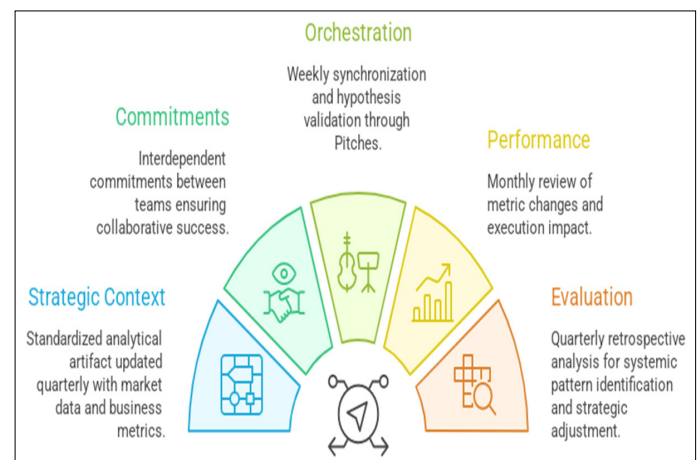 Orchestration
Weekly synchronization
and hypothesis
validation through
Pitches.
Commitments
Interdependent
commitments between
teams ensuring
collaborative success.
Performance
Monthly review of
metric changes and
execution impact.
Strategic Context
Standardized analytical
artifact updated
quarterly with market
data and business
metrics.
Evaluation
Quarterly retrospective
analysis for systemic
pattern identification
and strategic
adjustment.